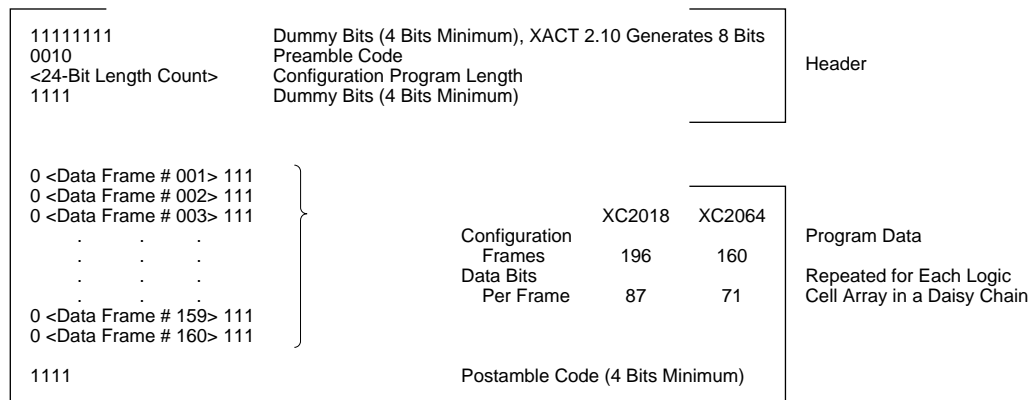 11111111 Dummy Bits (4 Bits Minimum), XACT 2.10 Generates 8 Bits
0010 Preamble Code
<24-Bit Length Count> Configuration Program Length
1111 Dummy Bits (4 Bits Minimum)
Header
0 <Data Frame # 001> 111
0 <Data Frame # 002> 111
0 <Data Frame # 003> 111
. . .
. . .
. . .
. . .
0 <Data Frame # 159> 111
0 <Data Frame # 160> 111
XC2018 XC2064
Configuration
Frames 196 160
Data Bits
Per Frame 87 71
Program Data
Repeated for Each Logic
Cell Array in a Daisy Chain
1111 Postamble Code (4 Bits Minimum)